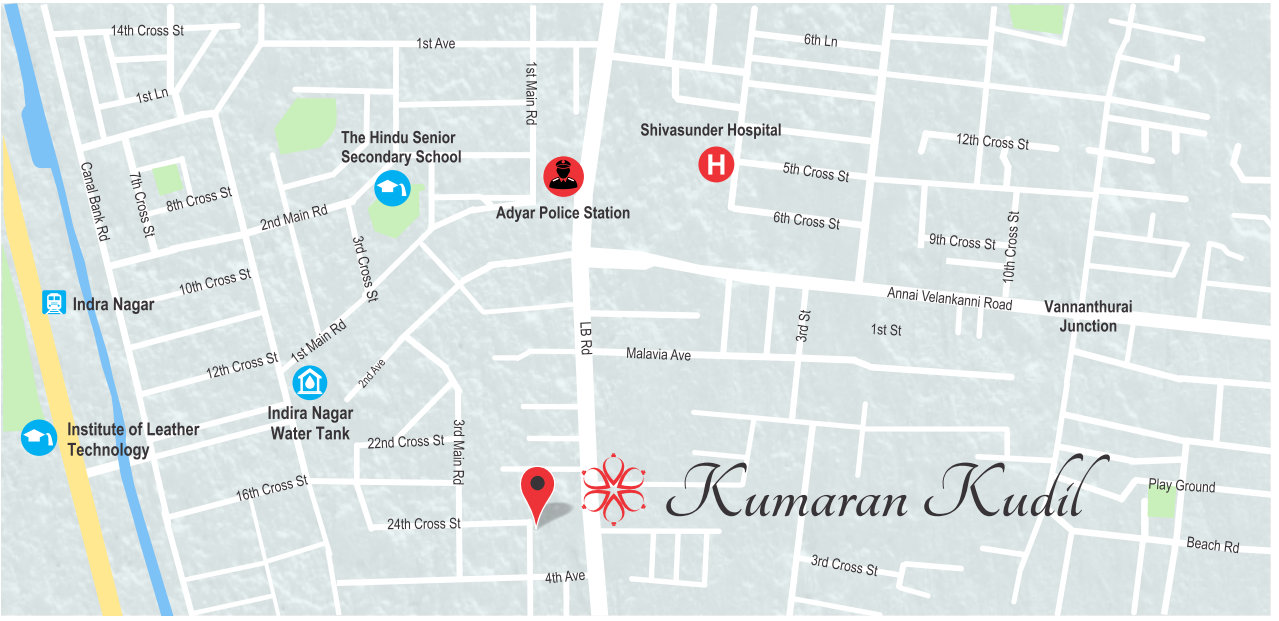 14th Cross St
1st Ave
6th Ln
1st Main Rd
1st Ln
Shivasunder Hospital
H
The Hindu Senior
Secondary School
12th Cross St
5th Cross St
Canal Bank Rd
7th Cross St
8th Cross St
2nd Main Rd
Adyar Police Station
6th Cross St
9th Cross St
10th Cross St
3rd Cross St
10th Cross St
Indra Nagar
Annai Velankanni Road
Vannanthurai
Junction
1st Main Rd
LB Rd
3rd St
1st St
Malavia Ave
12th Cross St
2nd Ave
Indira Nagar
Water Tank
Institute of Leather
Technology
22nd Cross St
3rd Main Rd
16th Cross St
Kumaran Kudil
Play Ground
24th Cross St
Beach Rd
3rd Cross St
4th Ave